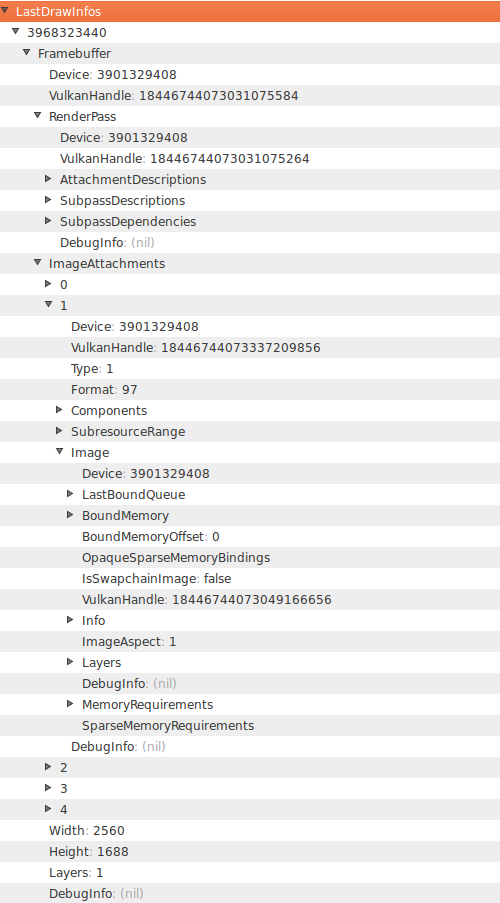 LastDrawInfos
3968323440
Framebuffer
Device: 3901329408
VulkanHandle: 18446744073031075584
RenderPass
Device: 3901329408
VulkanHandle: 18446744073031075264
AttachmentDescriptions
SubpassDescriptions
SubpassDependencies
DebugInfo: (nil)
ImageAttachments
0
1
Device: 3901329408
VulkanHandle: 18446744073337209856
Type: 1
Format: 97
Components
SubresourceRange
Image
Device: 3901329408
LastBoundQueue
BoundMemory
BoundMemoryOffset: 0
OpaqueSparseMemoryBindings
IsSwapchainImage: false
VulkanHandle: 18446744073049166656
Info
ImageAspect: 1
Layers
DebugInfo: (nil)
MemoryRequirements
SparseMemoryRequirements
DebugInfo: (nil)
2
3
4
Width: 2560
Height: 1688
Layers: 1
DebugInfo: (nil)